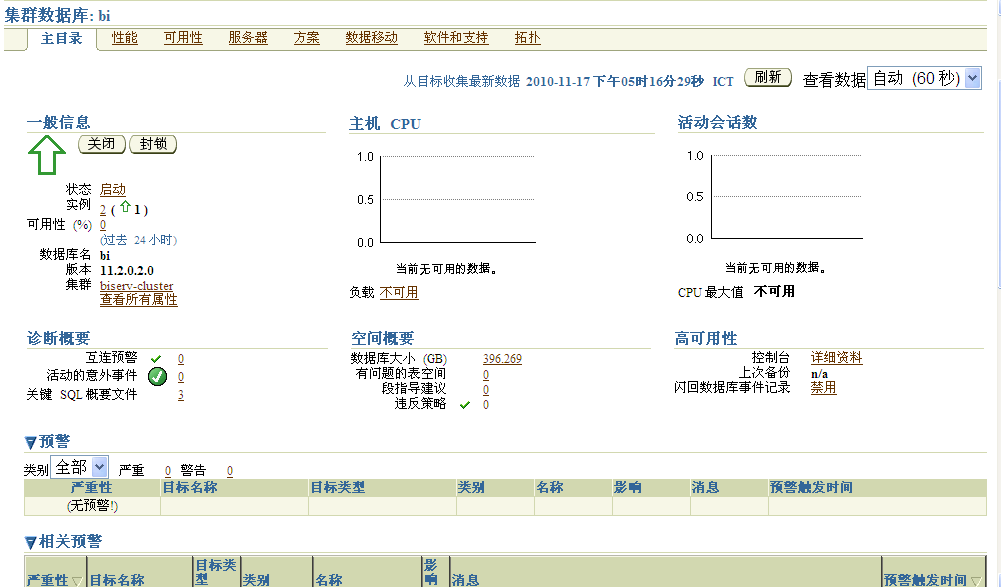 集群数据库: bi
主目录 性能 可用性 服务器 方案 数据移动 软件和支持 拓扑
从目标收集最新数据 2010-11-17 下午05时16分29秒 ICT 刷新 查看数据 自动 (60 秒)
一般信息
关闭 封锁
状态 启动
实例 2 ( 1 )
可用性 (%) 0
(过去 24 小时)
数据库名 bi
版本 11.2.0.2.0
集群 biserv-cluster
查看所有属性
主机 CPU
1.0
0.5
0.0
当前无可用的数据。
负载 不可用
活动会话数
1.0
0.5
0.0
当前无可用的数据。
CPU 最大值 不可用
诊断概要
互连预警 0
活动的意外事件 0
关键 SQL 概要文件 3
空间概要
数据库大小 (GB) 396.269
有问题的表空间 0
段指导建议 0
违反策略 0
高可用性
控制台 详细资料
上次备份 n/a
闪回数据库事件记录 禁用
预警
类别 全部 严重 0 警告 0
严重性 目标名称 目标类型 类别 名称 影响 消息 预警触发时间
(无预警!)
相关预警
严重性 目标名称 目标类型 类别 名称 影响 消息 预警触发时间